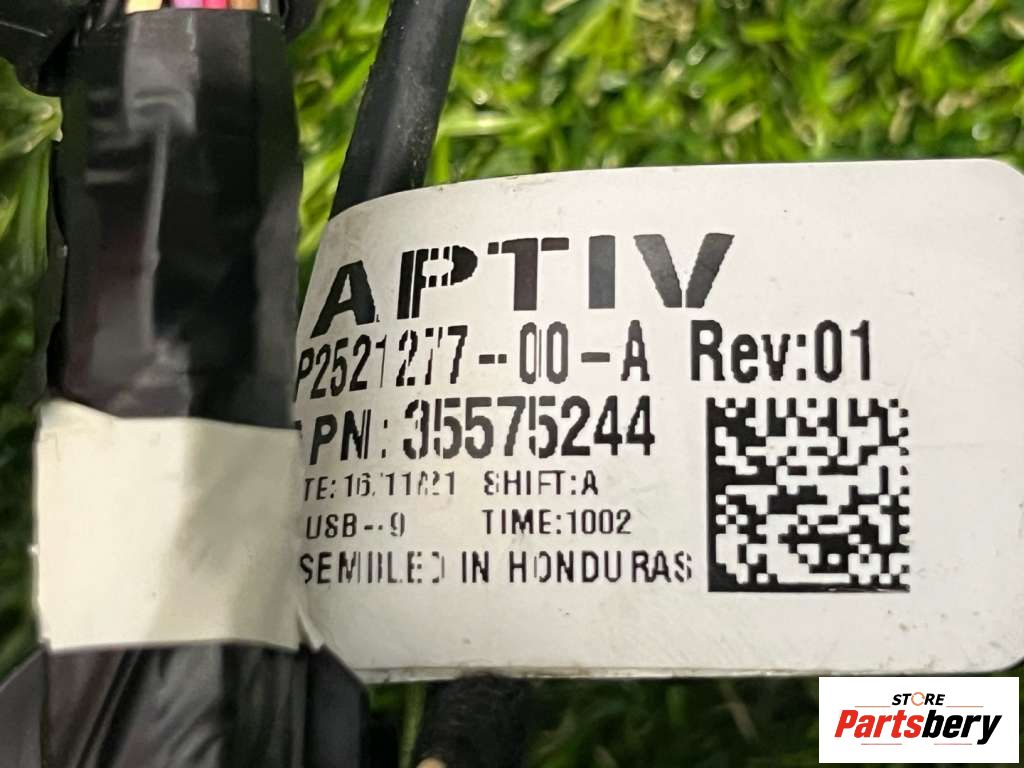 APTIV
P2521277-00-A Rev:01
PN: 35575244
TE: 16/11/21 SHIFT:A
USB--9 TIME:1002
SEMBLED IN HONDURAS
STORE
Partsbery